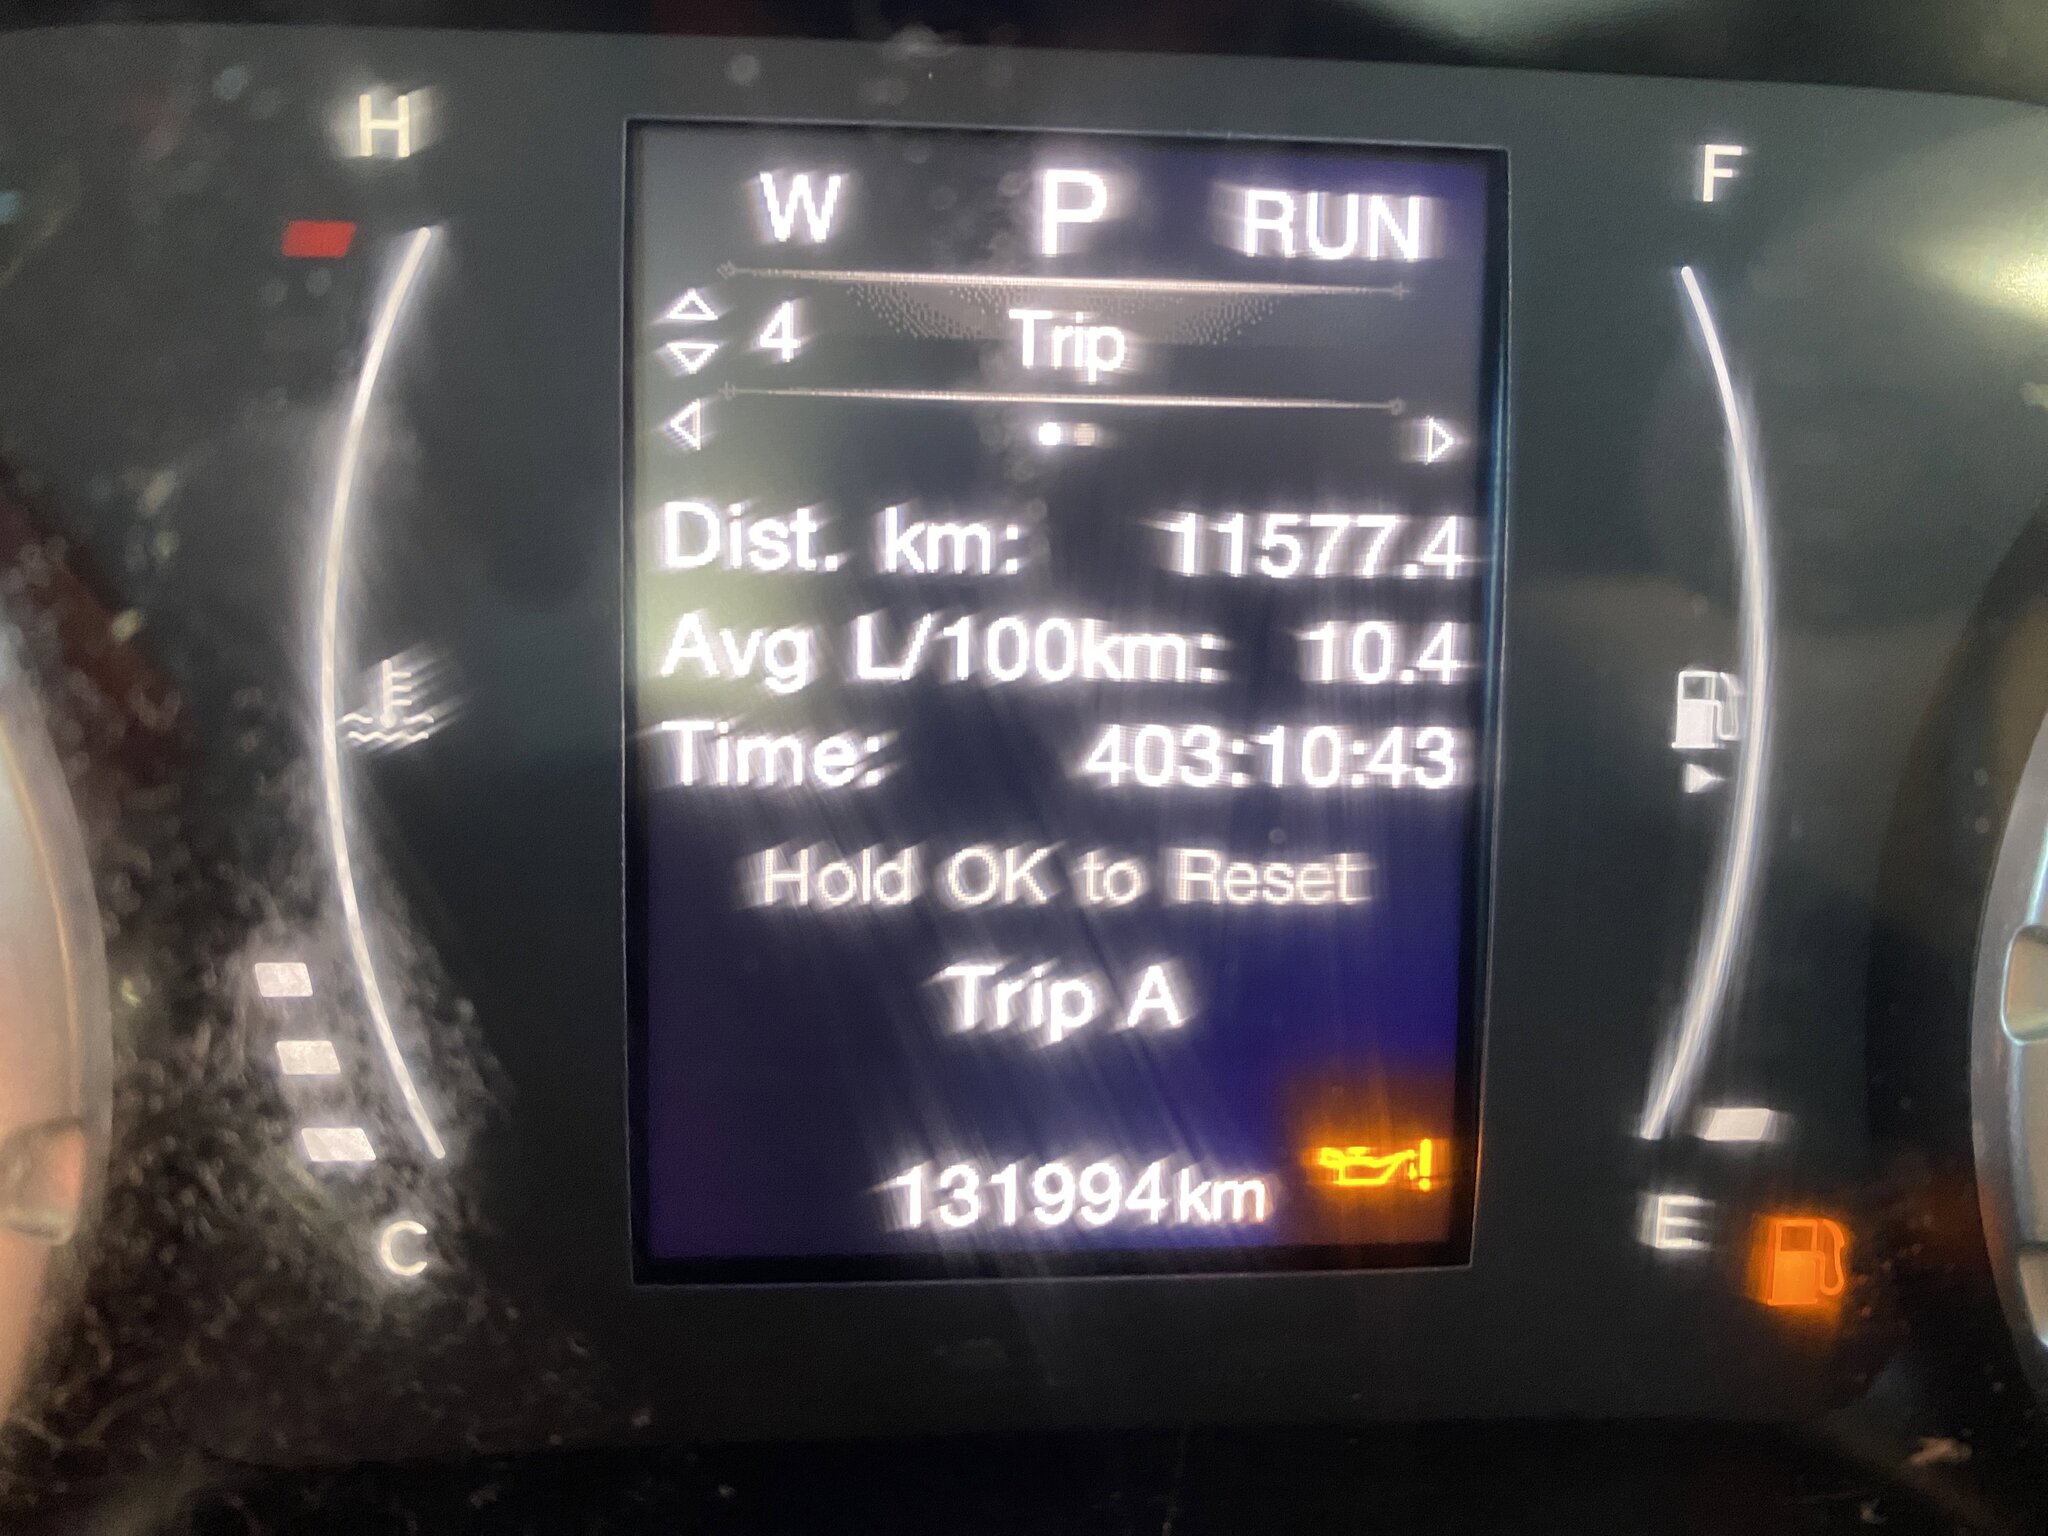 H
F
W P RUN
4 Trip
Dist. km: 11577.4
Avg L/100km: 10.4
Time: 403:10:43
Hold OK to Reset
Trip A
131994km
C
E